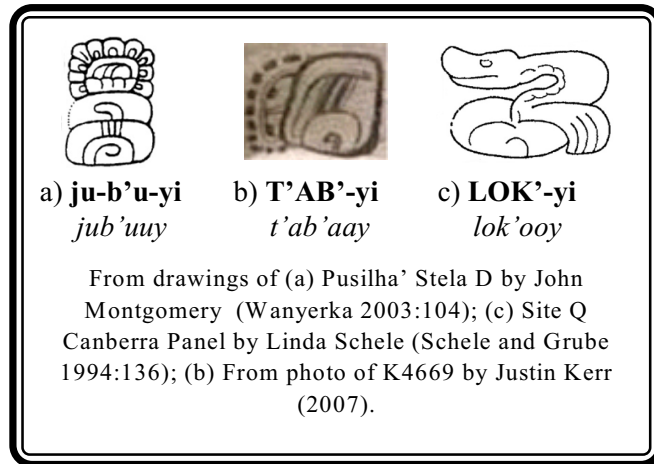 a) ju-b'u-yi b) T'AB'-yi c) LOK'-yi
jub'uuy t'ab'aay lok'ooy
From drawings of (a) Pusilha' Stela D by John
Montgomery (Wanyerka 2003:104); (c) Site Q
Canberra Panel by Linda Schele (Schele and Grube
1994:136); (b) From photo of K4669 by Justin Kerr
(2007).